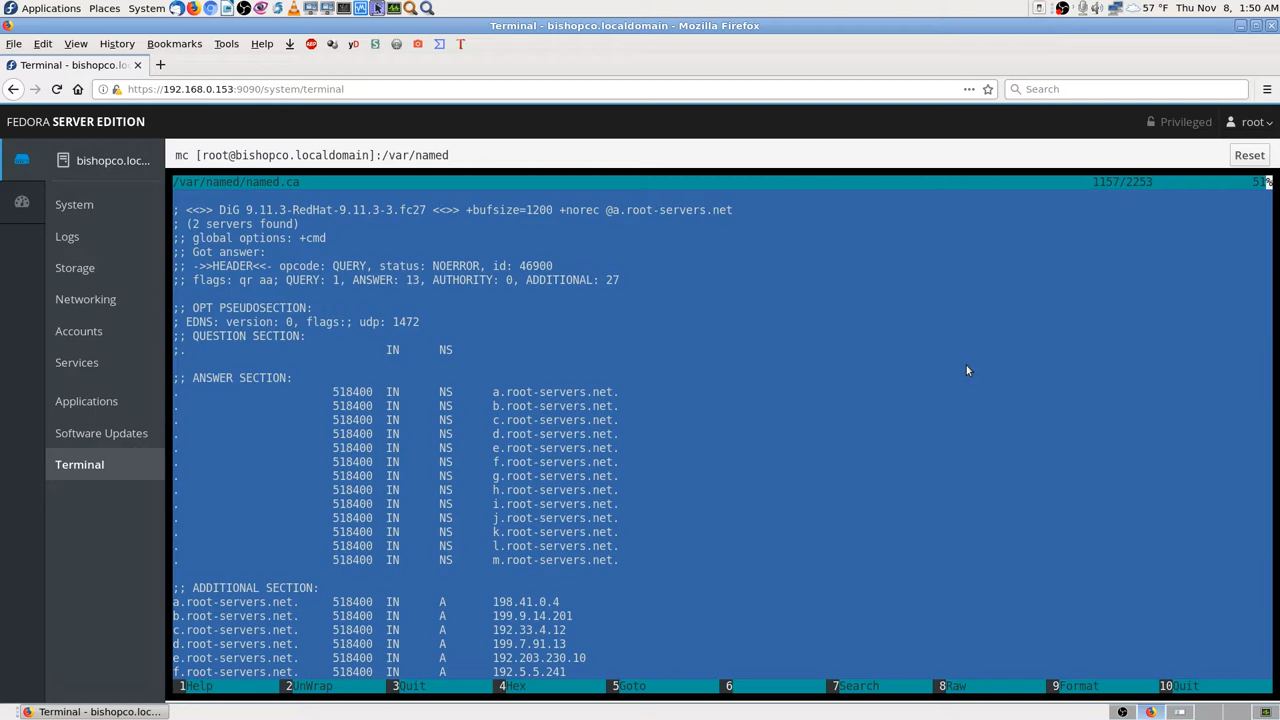 Applications Places System 57 °F Thu Nov 8, 1:50 AM
Terminal - bishopco.localdomain - Mozilla Firefox
File Edit View History Bookmarks Tools Help
Terminal - bishopco.lo
https://192.168.0.153:9090/system/terminal Search
FEDORA SERVER EDITION Privileged root
bishopco.loc...
System
Logs
Storage
Networking
Accounts
Services
Applications
Software Updates
Terminal
mc [root@bishopco.localdomain]:/var/named Reset
/var/named/named.ca 1157/2253 51%
; <<>> DiG 9.11.3-RedHat-9.11.3-3.fc27 <<>> +bufsize=1200 +norec @a.root-servers.net
; (2 servers found)
;; global options: +cmd
;; Got answer:
;; ->>HEADER<<- opcode: QUERY, status: NOERROR, id: 46900
;; flags: qr aa; QUERY: 1, ANSWER: 13, AUTHORITY: 0, ADDITIONAL: 27
;; OPT PSEUDOSECTION:
; EDNS: version: 0, flags:; udp: 1472
;; QUESTION SECTION:
;. IN NS
;; ANSWER SECTION:
. 518400 IN NS a.root-servers.net.
. 518400 IN NS b.root-servers.net.
. 518400 IN NS c.root-servers.net.
. 518400 IN NS d.root-servers.net.
. 518400 IN NS e.root-servers.net.
. 518400 IN NS f.root-servers.net.
. 518400 IN NS g.root-servers.net.
. 518400 IN NS h.root-servers.net.
. 518400 IN NS i.root-servers.net.
. 518400 IN NS j.root-servers.net.
. 518400 IN NS k.root-servers.net.
. 518400 IN NS l.root-servers.net.
. 518400 IN NS m.root-servers.net.
;; ADDITIONAL SECTION:
a.root-servers.net. 518400 IN A 198.41.0.4
b.root-servers.net. 518400 IN A 199.9.14.201
c.root-servers.net. 518400 IN A 192.33.4.12
d.root-servers.net. 518400 IN A 199.7.91.13
e.root-servers.net. 518400 IN A 192.203.230.10
f.root-servers.net. 518400 IN A 192.5.5.241
1Help 2UnWrap 3Quit 4Hex 5Goto 6 7Search 8Raw 9Format 10Quit
Terminal - bishopco.loc...